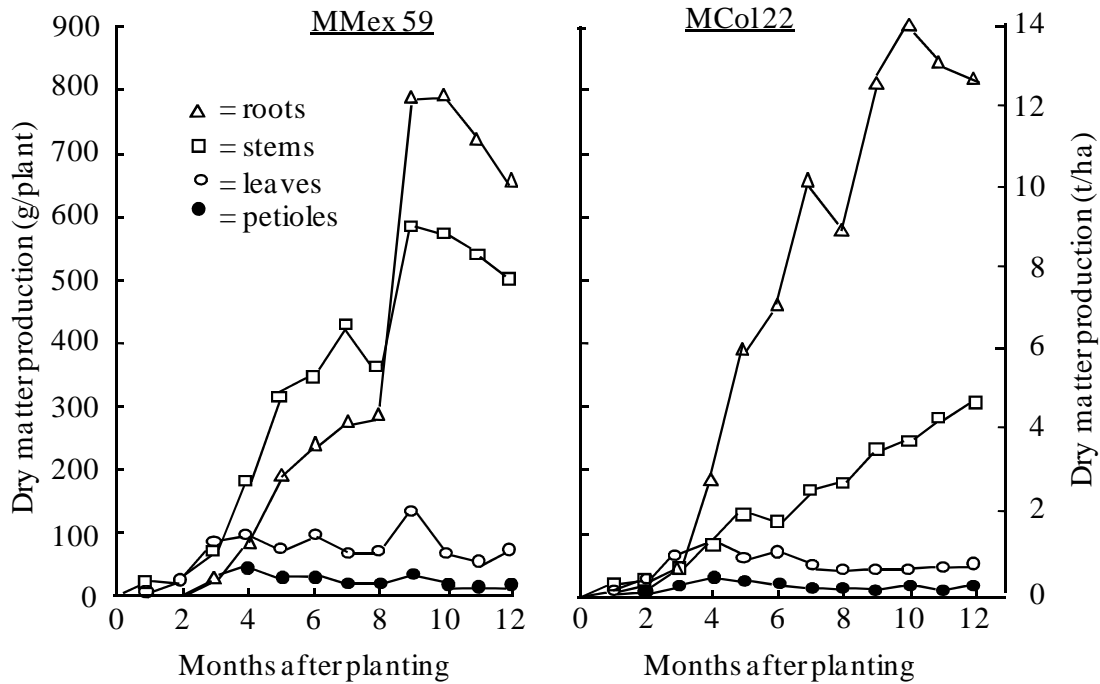 MMex 59
MCol 22
900
800
700
600
500
400
300
200
100
0
Dry matter production (g/plant)
= roots
= stems
= leaves
= petioles
0 2 4 6 8 10 12
Months after planting
0 2 4 6 8 10 12
Months after planting
14
12
10
8
6
4
2
0
Dry matter production (t/ha)